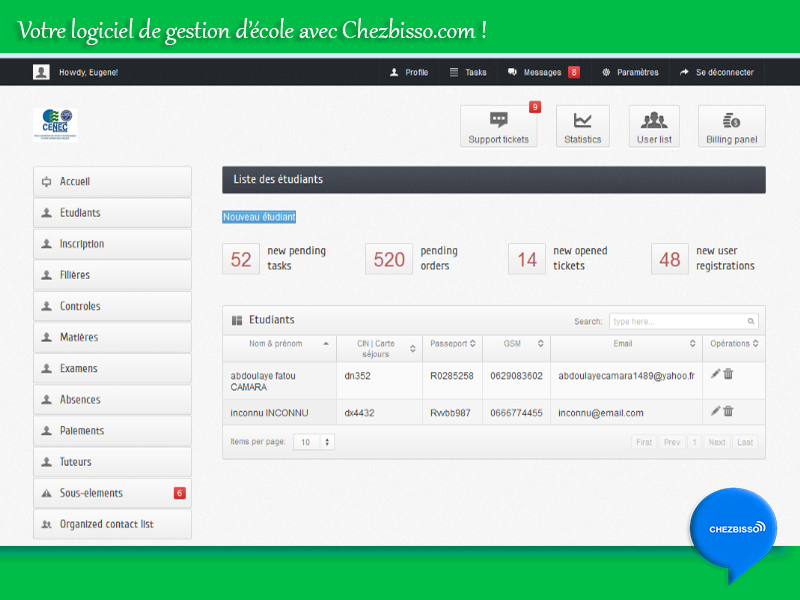 Votre logiciel de gestion d'école avec Chezbisso.com !
Howdy, Eugene!
Profile
Tasks
Messages 8
Paramètres
Se déconnecter
CENEC
9
Support tickets
Statistics
User list
Billing panel
Accueil
Etudiants
Inscription
Filières
Controles
Matières
Examens
Absences
Paiements
Tuteurs
Sous-elements 6
Organized contact list
Liste des étudiants
Nouveau étudiant
52 new pending tasks
520 pending orders
14 new opened tickets
48 new user registrations
Etudiants
Search: type here...
Nom & prénom
CIN | Carte séjours
Passeport
GSM
Email
Opérations
abdoulaye fatou CAMARA dn352 R0285258 0629083602 abdoulayecamara1489@yahoo.fr
inconnu INCONNU dx4432 Rwbb987 0666774455 inconnu@email.com
Items per page: 10
First Prev 1 Next Last
CHEZBISSO